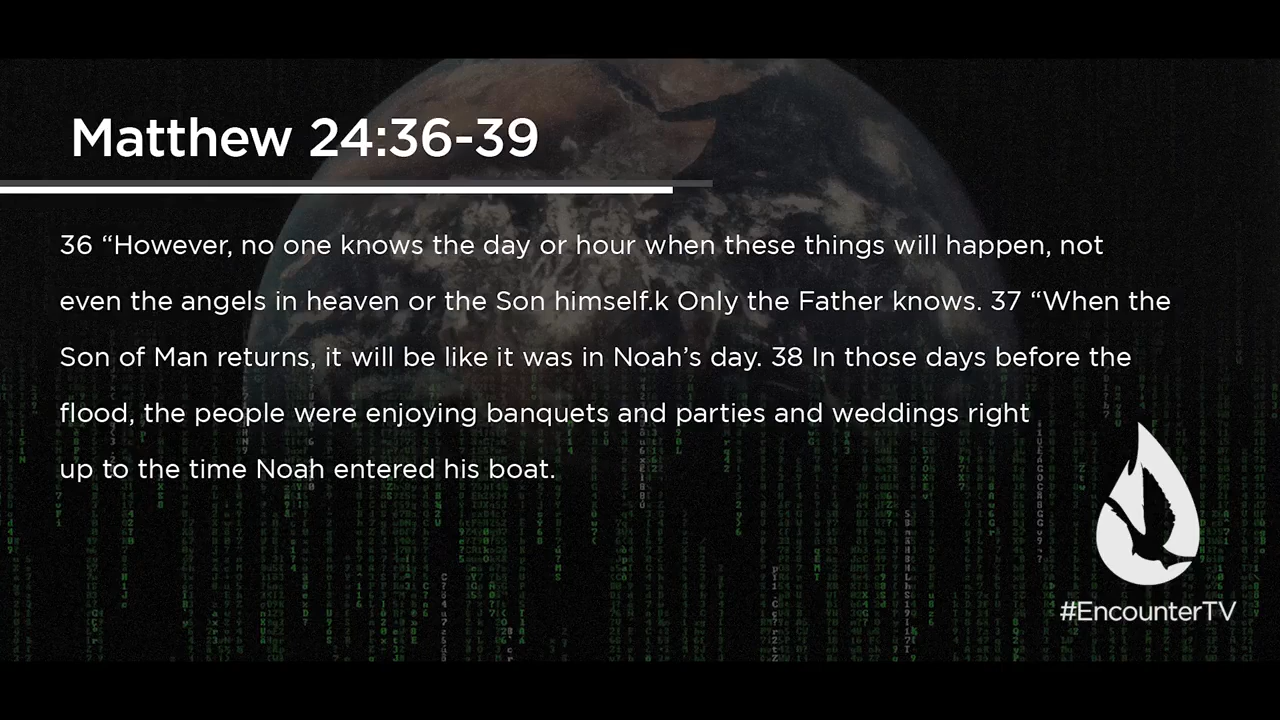 Matthew 24:36-39
36 “However, no one knows the day or hour when these things will happen, not
even the angels in heaven or the Son himself.k Only the Father knows. 37 “When the
Son of Man returns, it will be like it was in Noah’s day. 38 In those days before the
flood, the people were enjoying banquets and parties and weddings right
up to the time Noah entered his boat.
#EncounterTV